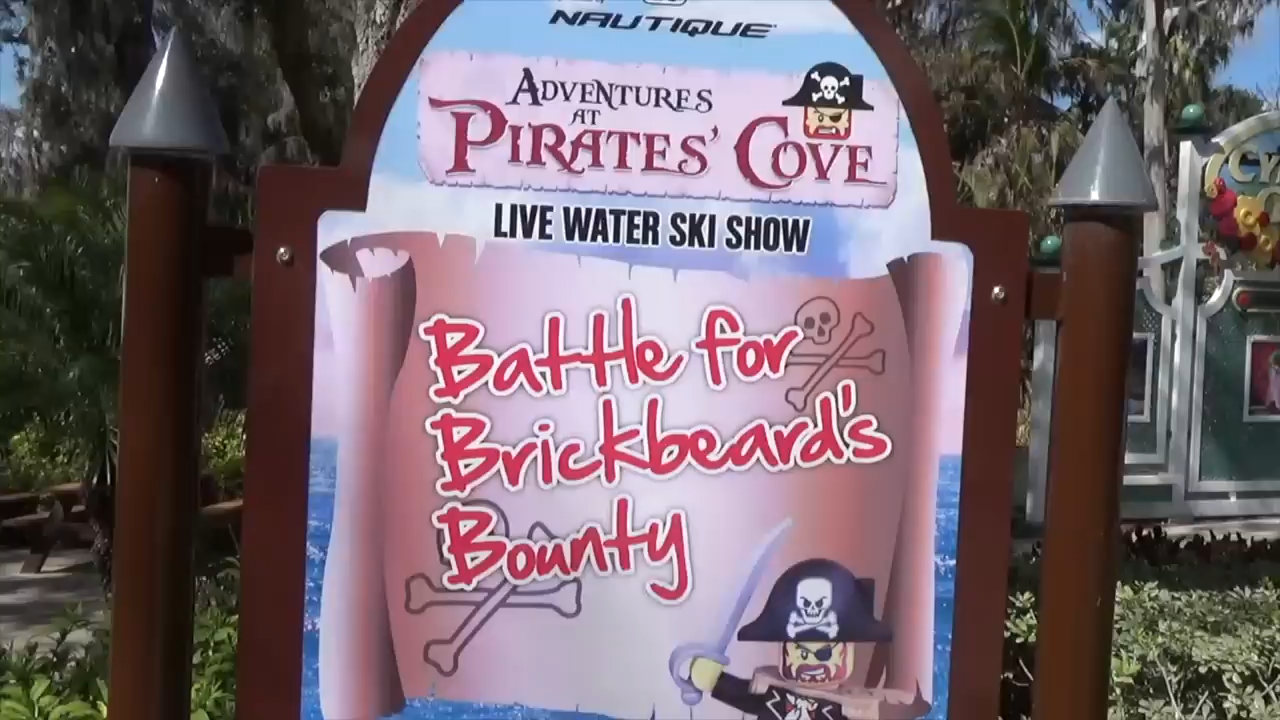 NAUTIQUE
ADVENTURES
AT
PIRATES' COVE
LIVE WATER SKI SHOW
Battle for
Brickbeard's
Bounty